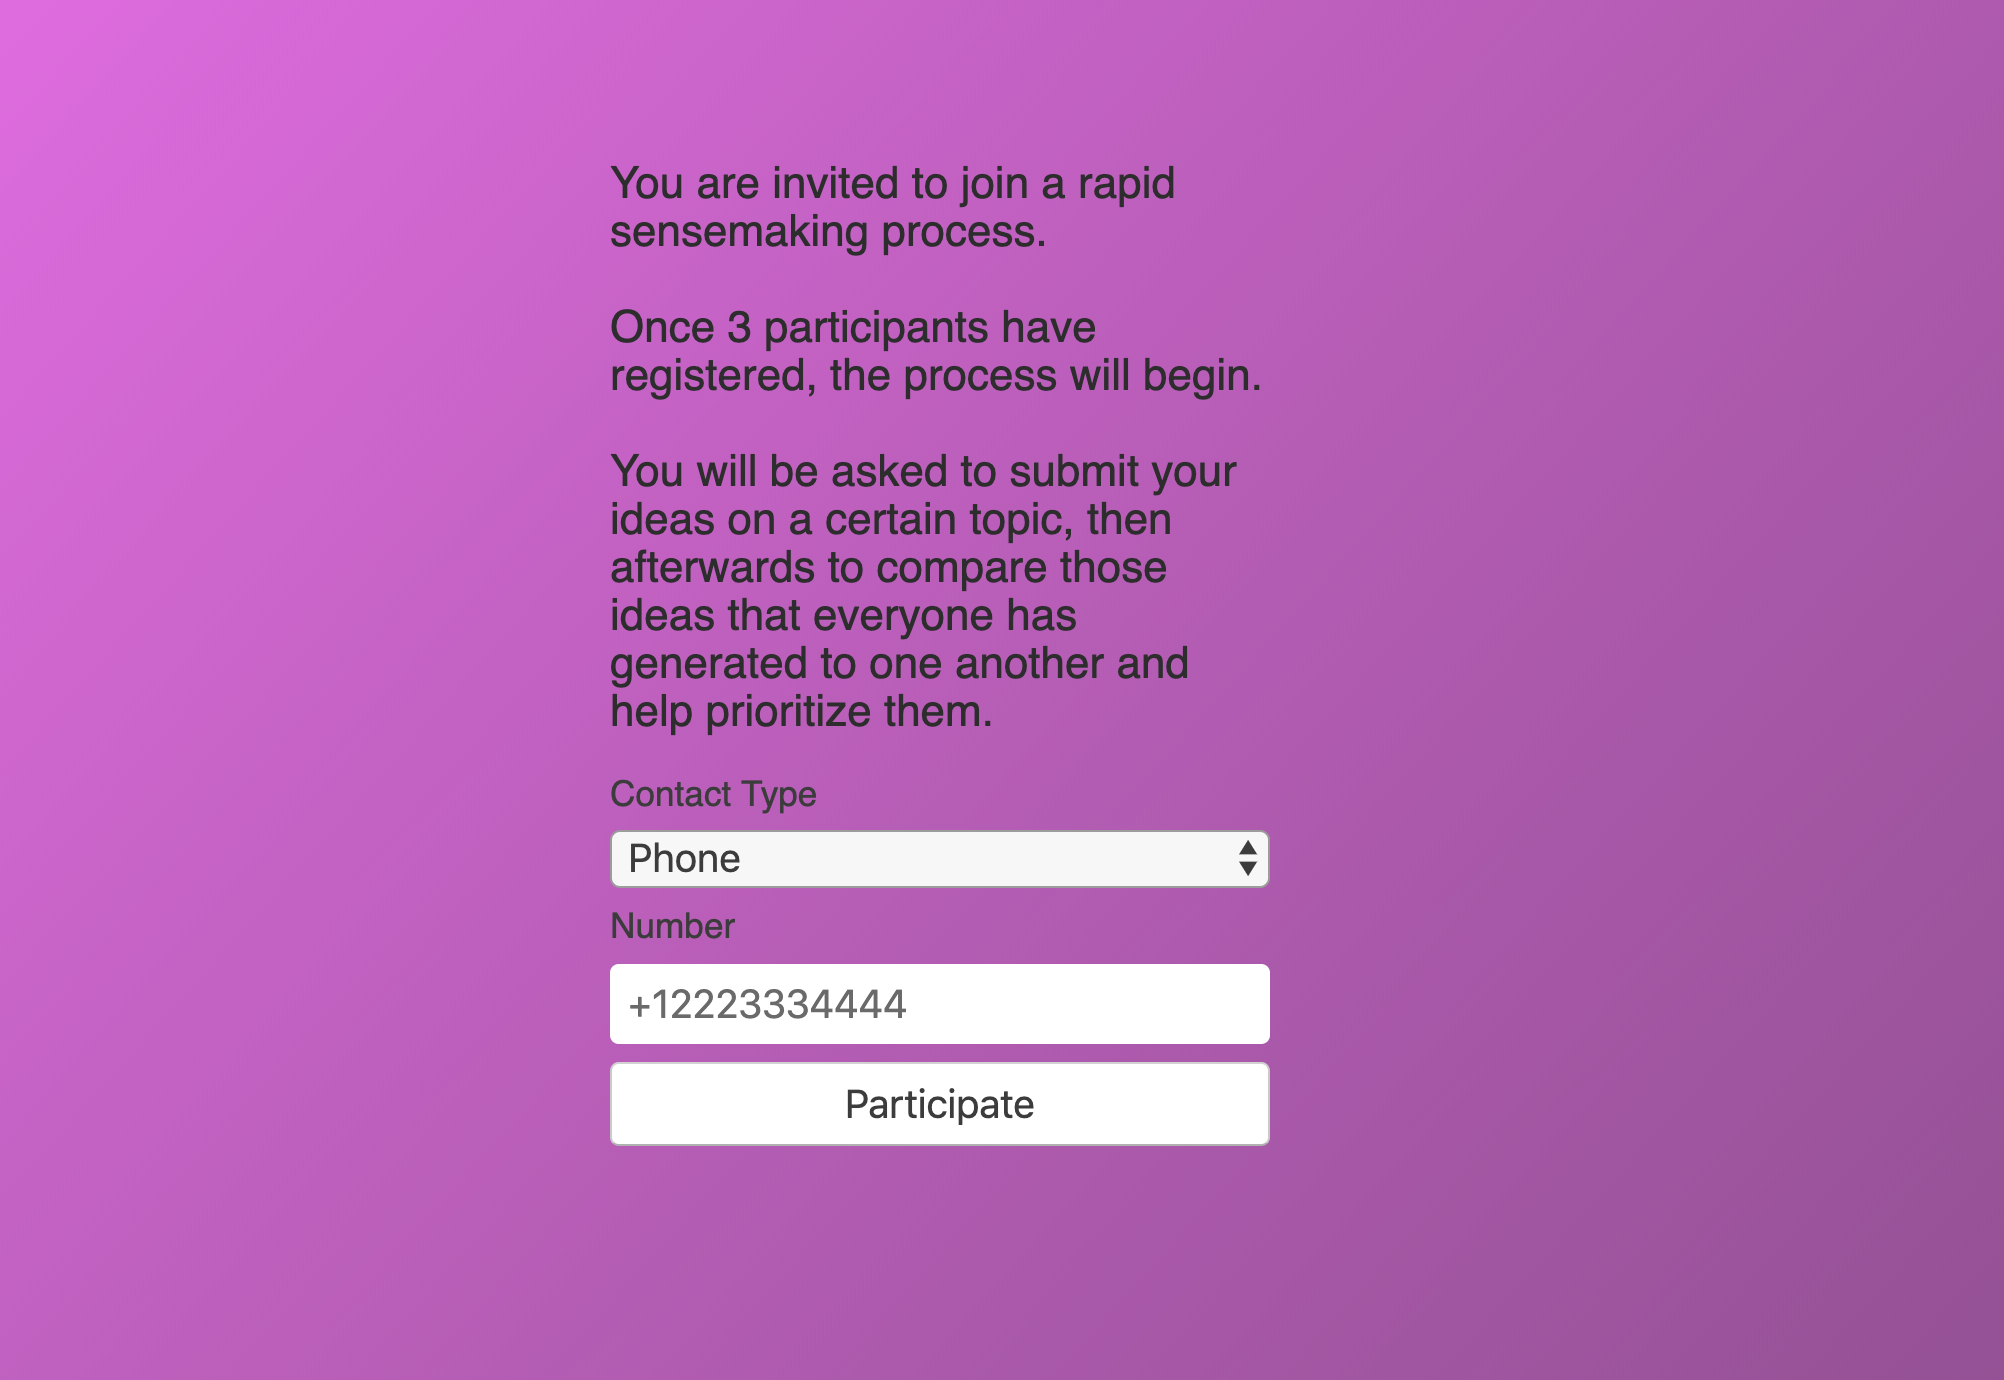 You are invited to join a rapid
sensemaking process.
Once 3 participants have
registered, the process will begin.
You will be asked to submit your
ideas on a certain topic, then
afterwards to compare those
ideas that everyone has
generated to one another and
help prioritize them.
Contact Type
Phone
Number
+12223334444
Participate